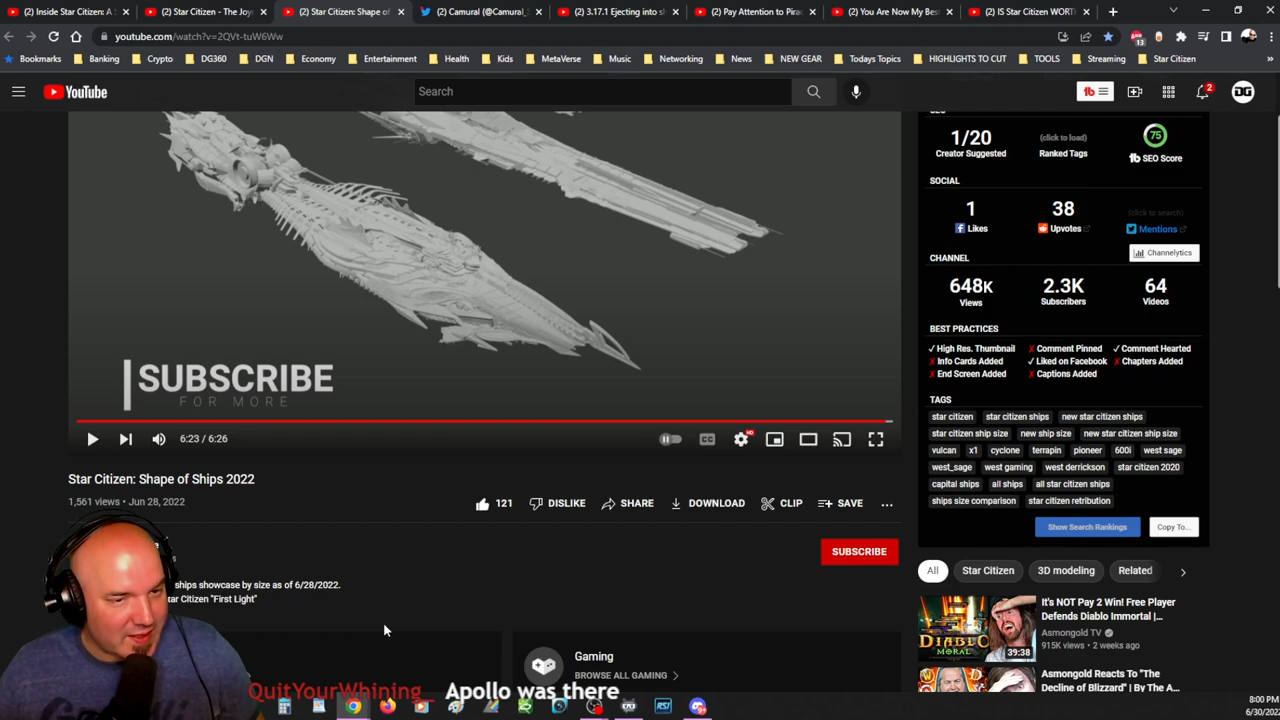 (2) Inside Star Citizen: A S
(2) Star Citizen - The Joy
(2) Star Citizen: Shape of
(2) Camural (@Camural_
(2) 3.17.1 Ejecting into s
(2) Pay Attention to Pira
(2) You Are Now My Bes
(2) IS Star Citizen WORT
youtube.com/watch?v=2QVt-tuW6Ww
13
Bookmarks Banking Crypto DG360 DGN Economy Entertainment Health Kids MetaVerse Music Networking News NEW GEAR Todays Topics HIGHLIGHTS TO CUT TOOLS Streaming Star Citizen
YouTube
Search
2
DG
1/20
Creator Suggested
(click to load)
Ranked Tags
75
SEO Score
SOCIAL
1
Likes
38
Upvotes
(click to search)
Mentions
CHANNEL
Channelytics
648K
Views
2.3K
Subscribers
64
Videos
BEST PRACTICES
High Res. Thumbnail
Comment Pinned
Comment Hearted
Info Cards Added
Liked on Facebook
Chapters Added
End Screen Added
Captions Added
TAGS
star citizen star citizen ships new star citizen ships
star citizen ship size new ship size new star citizen ship size
vulcan x1 cyclone terrapin pioneer 600i west sage
west_sage west gaming west derrickson star citizen 2020
capital ships all ships all star citizen ships
ships size comparison star citizen retribution
Show Search Rankings
Copy To...
SUBSCRIBE
FOR MORE
6:23 / 6:26
CC
HD
Star Citizen: Shape of Ships 2022
1,561 views • Jun 28, 2022
121 DISLIKE SHARE DOWNLOAD CLIP SAVE
SUBSCRIBE
ships showcase by size as of 6/28/2022.
tar Citizen "First Light"
Gaming
BROWSE ALL GAMING
All Star Citizen 3D modeling Related
It's NOT Pay 2 Win! Free Player
Defends Diablo Immortal |...
Asmongold TV
915K views • 2 weeks ago
39:38
Asmongold Reacts To "The
Decline of Blizzard" | By The A...
QuitYourWhining_ Apollo was there
RSI
8:00 PM
6/30/2022